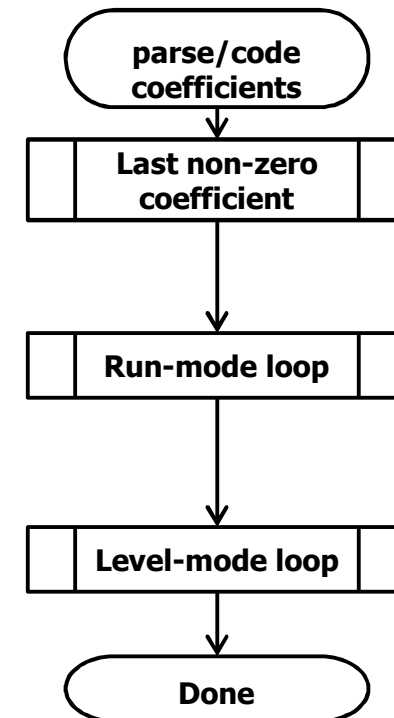 parse/code
coefficients
Last non-zero
coefficient
Run-mode loop
Level-mode loop
Done